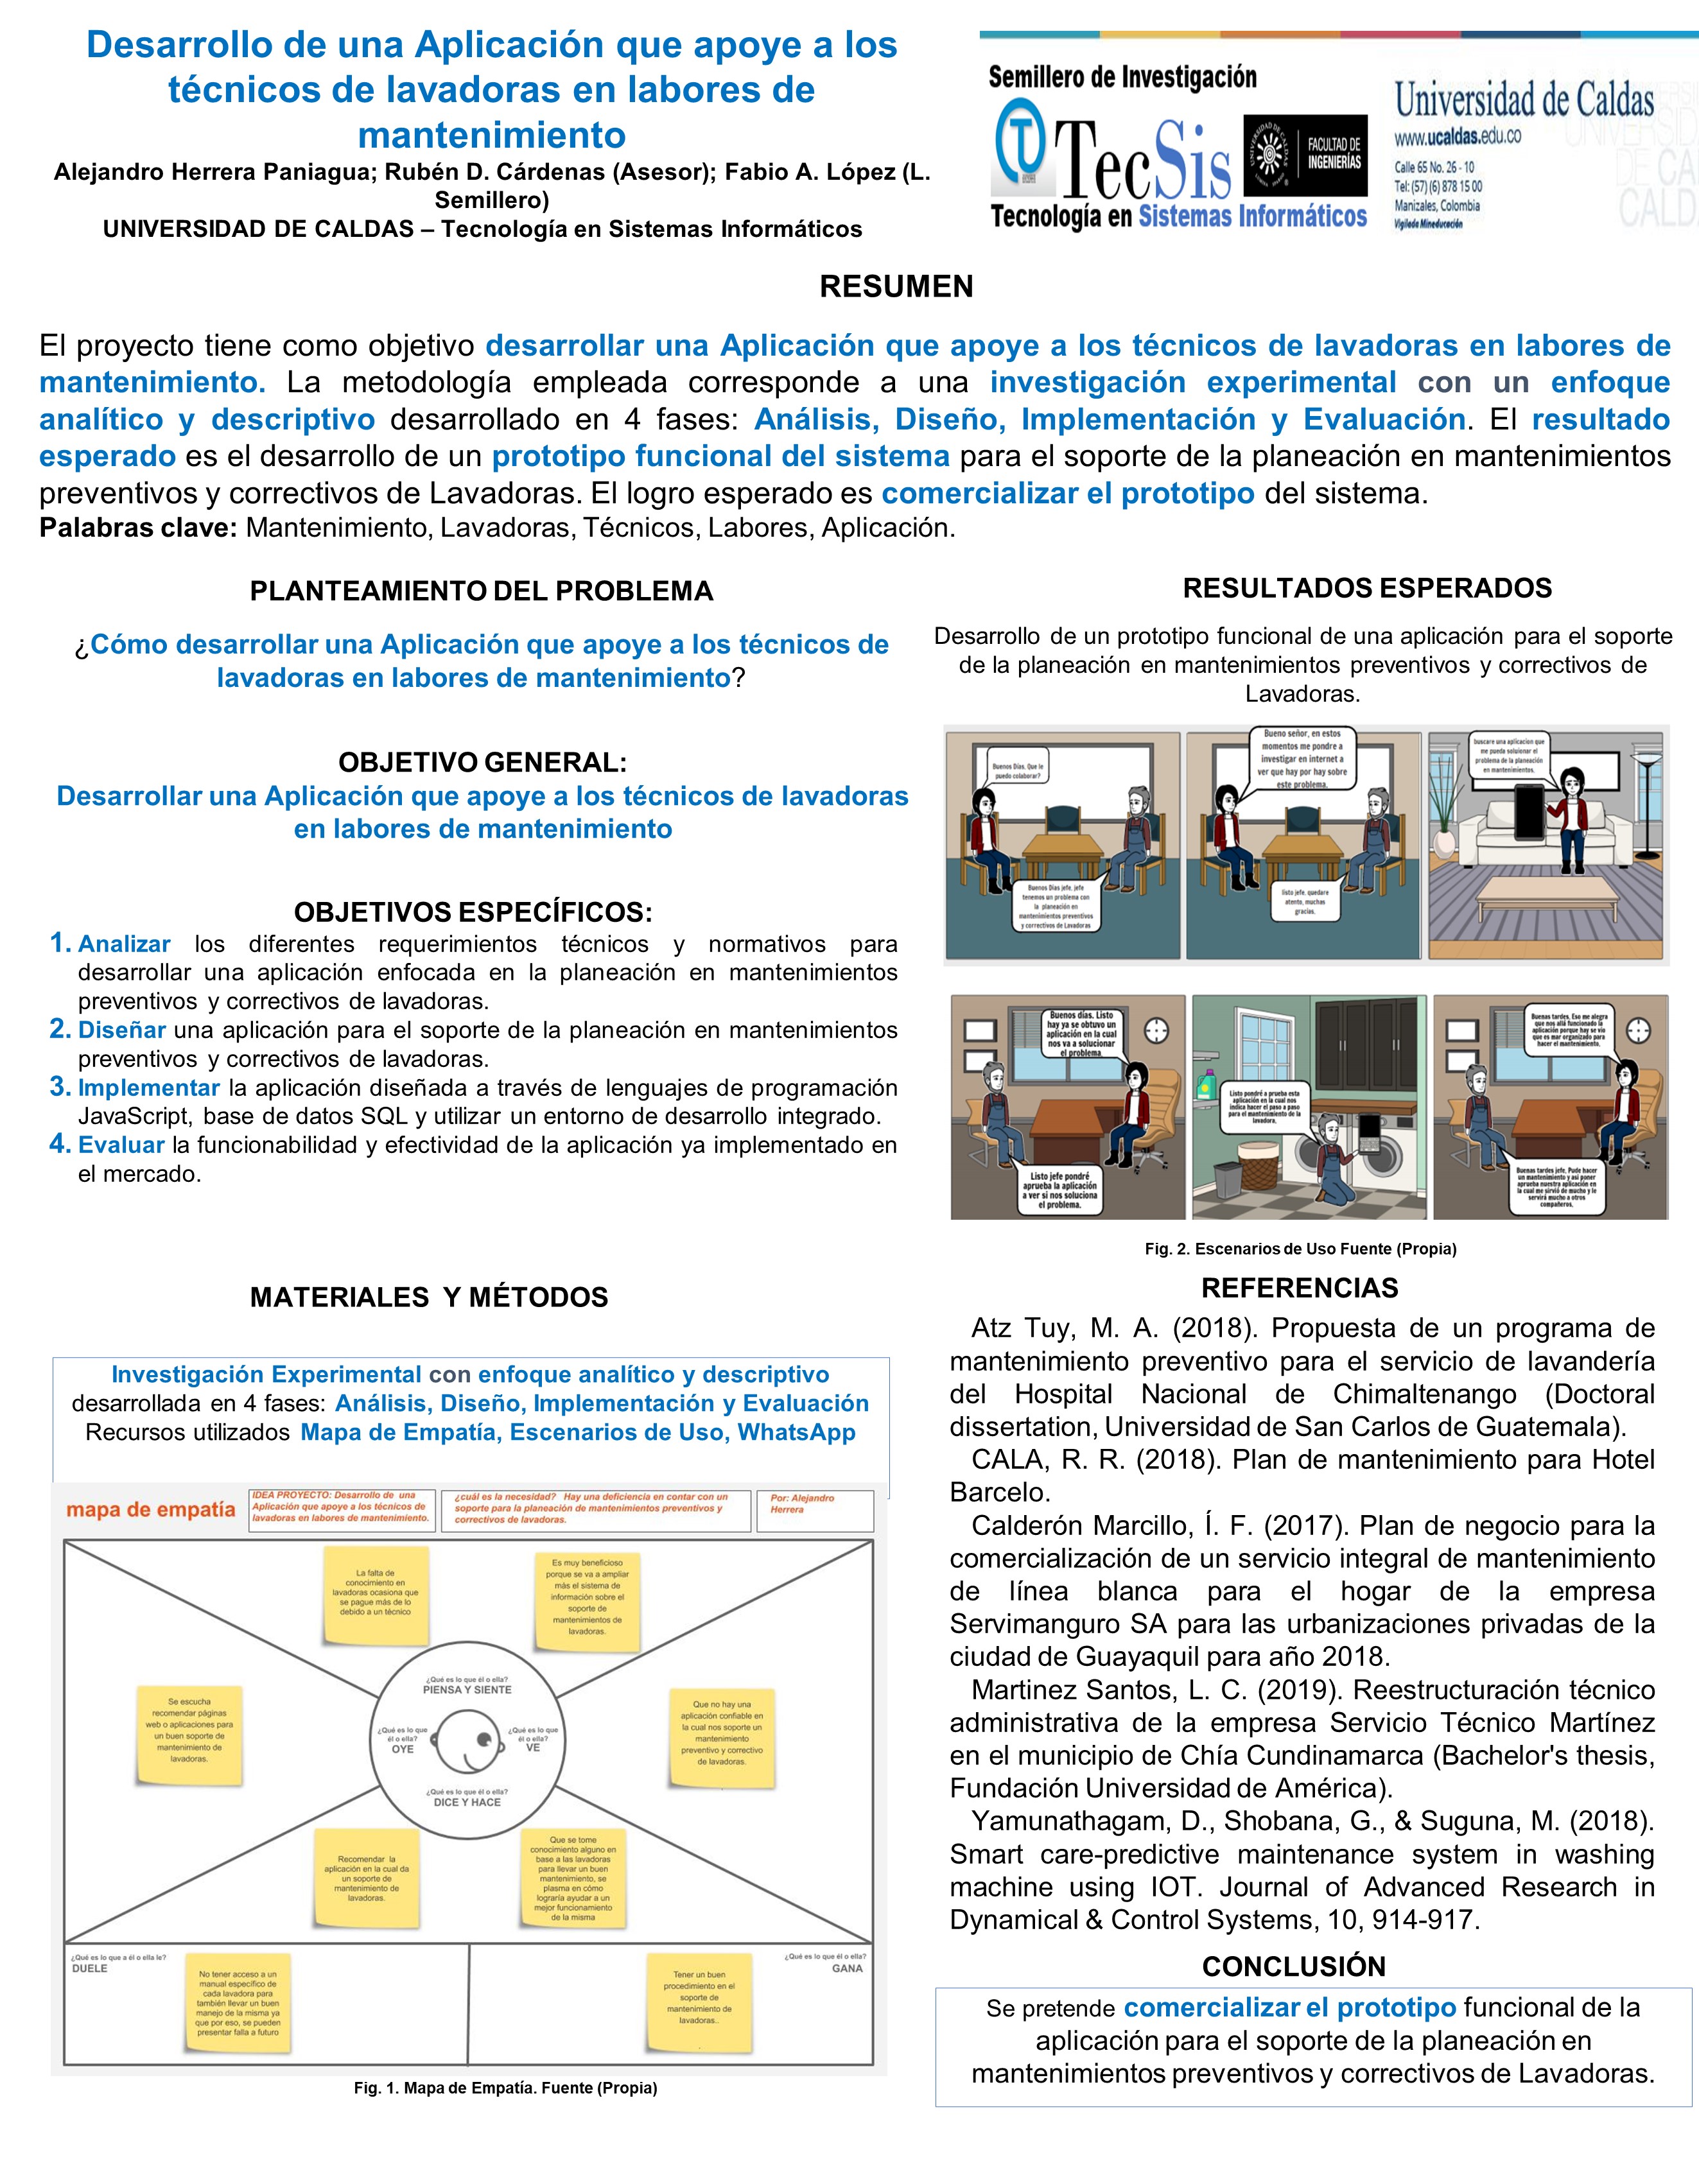 Desarrollo de una Aplicación que apoye a los
técnicos de lavadoras en labores de
mantenimiento
Alejandro Herrera Paniagua; Rubén D. Cárdenas (Asesor); Fabio A. López (L.
Semillero)
UNIVERSIDAD DE CALDAS – Tecnología en Sistemas Informáticos
Semillero de Investigación
TecSis
FACULTAD DE
INGENIERÍAS
Tecnología en Sistemas Informáticos
Universidad de Caldas
www.ucaldas.edu.co
Calle 65 No. 26 - 10
Tel: (57) (6) 878 15 00
Manizales, Colombia
Vigilada Mineducación
RESUMEN
El proyecto tiene como objetivo desarrollar una Aplicación que apoye a los técnicos de lavadoras en labores de
mantenimiento. La metodología empleada corresponde a una investigación experimental con un enfoque
analítico y descriptivo desarrollado en 4 fases: Análisis, Diseño, Implementación y Evaluación. El resultado
esperado es el desarrollo de un prototipo funcional del sistema para el soporte de la planeación en mantenimientos
preventivos y correctivos de Lavadoras. El logro esperado es comercializar el prototipo del sistema.
Palabras clave: Mantenimiento, Lavadoras, Técnicos, Labores, Aplicación.
PLANTEAMIENTO DEL PROBLEMA
¿Cómo desarrollar una Aplicación que apoye a los técnicos de
lavadoras en labores de mantenimiento?
OBJETIVO GENERAL:
Desarrollar una Aplicación que apoye a los técnicos de lavadoras
en labores de mantenimiento
OBJETIVOS ESPECÍFICOS:
1. Analizar los diferentes requerimientos técnicos y normativos para
desarrollar una aplicación enfocada en la planeación en mantenimientos
preventivos y correctivos de lavadoras.
2. Diseñar una aplicación para el soporte de la planeación en mantenimientos
preventivos y correctivos de lavadoras.
3. Implementar la aplicación diseñada a través de lenguajes de programación
JavaScript, base de datos SQL y utilizar un entorno de desarrollo integrado.
4. Evaluar la funcionabilidad y efectividad de la aplicación ya implementado en
el mercado.
MATERIALES Y MÉTODOS
Investigación Experimental con enfoque analítico y descriptivo
desarrollada en 4 fases: Análisis, Diseño, Implementación y Evaluación
Recursos utilizados Mapa de Empatía, Escenarios de Uso, WhatsApp
mapa de empatía
IDEA PROYECTO: Desarrollo de una
Aplicación que apoye a los técnicos de
lavadoras en labores de mantenimiento.
¿cuál es la necesidad? Hay una deficiencia en contar con un
soporte para la planeación de mantenimientos preventivos y
correctivos de lavadoras.
Por: Alejandro
Herrera
La falta de
conocimiento en
lavadoras ocasiona que
se pague más de lo
debido a un técnico
Es muy beneficioso
porque se va a ampliar
más el sistema de
información sobre el
soporte de
mantenimientos de
lavadoras.
¿Qué es lo que él o ella?
PIENSA Y SIENTE
Se escucha
recomendar páginas
web o aplicaciones para
un buen soporte de
mantenimiento de
lavadoras.
¿Qué es lo que
él o ella?
OYE
¿Qué es lo que
él o ella?
VE
Que no hay una
aplicación confiable en
la cual nos soporte un
mantenimiento
preventivo y correctivo
de lavadoras.
¿Qué es lo que él o ella?
DICE Y HACE
Recomendar la
aplicación en la cual da
un soporte de
mantenimiento de
lavadoras.
Que se tome
conocimiento alguno en
base a las lavadoras
para llevar un buen
mantenimiento, se
plasma en cómo
lograría ayudar a un
mejor funcionamiento
de la misma
¿Qué es lo que a él o ella le?
DUELE
No tener acceso a un
manual específico de
cada lavadora para
también llevar un buen
manejo de la misma ya
que por eso, se pueden
presentar falla a futuro
Tener un buen
procedimiento en el
soporte de
mantenimiento de
lavadoras..
¿Qué es lo que él o ella?
GANA
Fig. 1. Mapa de Empatía. Fuente (Propia)
RESULTADOS ESPERADOS
Desarrollo de un prototipo funcional de una aplicación para el soporte
de la planeación en mantenimientos preventivos y correctivos de
Lavadoras.
Buenos Días. Que le
puedo colaborar?
Buenos Días jefe, jefe
tenemos un problema con
la planeación en
mantenimientos preventivos
y correctivos de Lavadoras
Bueno señor, en estos
momentos me pondre a
investigar en internet a
ver que hay por hay sobre
este problema.
listo jefe, quedare
atento, muchas
gracias.
buscare una aplicacion que
me pueda solucionar el
problema de la planeación
en mantenimientos.
Buenos días. Listo
hay ya se obtuvo un
aplicación en la cual
nos va a solucionar
el problema.
Listo jefe pondré
aprueba la aplicación
a ver si nos soluciona
el problema.
Listo pondré a prueba esta
aplicación en la cual nos
indica hacer el paso a paso
para el mantenimiento de la
lavadora.
Buenas tardes, Eso me alegra
que nos allá funcionado la
aplicación porque hay se vio
que es mar organizado para
hacer el mantenimiento.
Buenas tardes jefe, Pude hacer
un mantenimiento y así poner
aprueba nuestra aplicación en
la cual me sirvió de mucho y le
servirá mucho a otros
compañeros.
Fig. 2. Escenarios de Uso Fuente (Propia)
REFERENCIAS
Atz Tuy, M. A. (2018). Propuesta de un programa de
mantenimiento preventivo para el servicio de lavandería
del Hospital Nacional de Chimaltenango (Doctoral
dissertation, Universidad de San Carlos de Guatemala).
CALA, R. R. (2018). Plan de mantenimiento para Hotel
Barcelo.
Calderón Marcillo, Í. F. (2017). Plan de negocio para la
comercialización de un servicio integral de mantenimiento
de línea blanca para el hogar de la empresa
Servimanguro SA para las urbanizaciones privadas de la
ciudad de Guayaquil para año 2018.
Martinez Santos, L. C. (2019). Reestructuración técnico
administrativa de la empresa Servicio Técnico Martínez
en el municipio de Chía Cundinamarca (Bachelor's thesis,
Fundación Universidad de América).
Yamunathagam, D., Shobana, G., & Suguna, M. (2018).
Smart care-predictive maintenance system in washing
machine using IOT. Journal of Advanced Research in
Dynamical & Control Systems, 10, 914-917.
CONCLUSIÓN
Se pretende comercializar el prototipo funcional de la
aplicación para el soporte de la planeación en
mantenimientos preventivos y correctivos de Lavadoras.